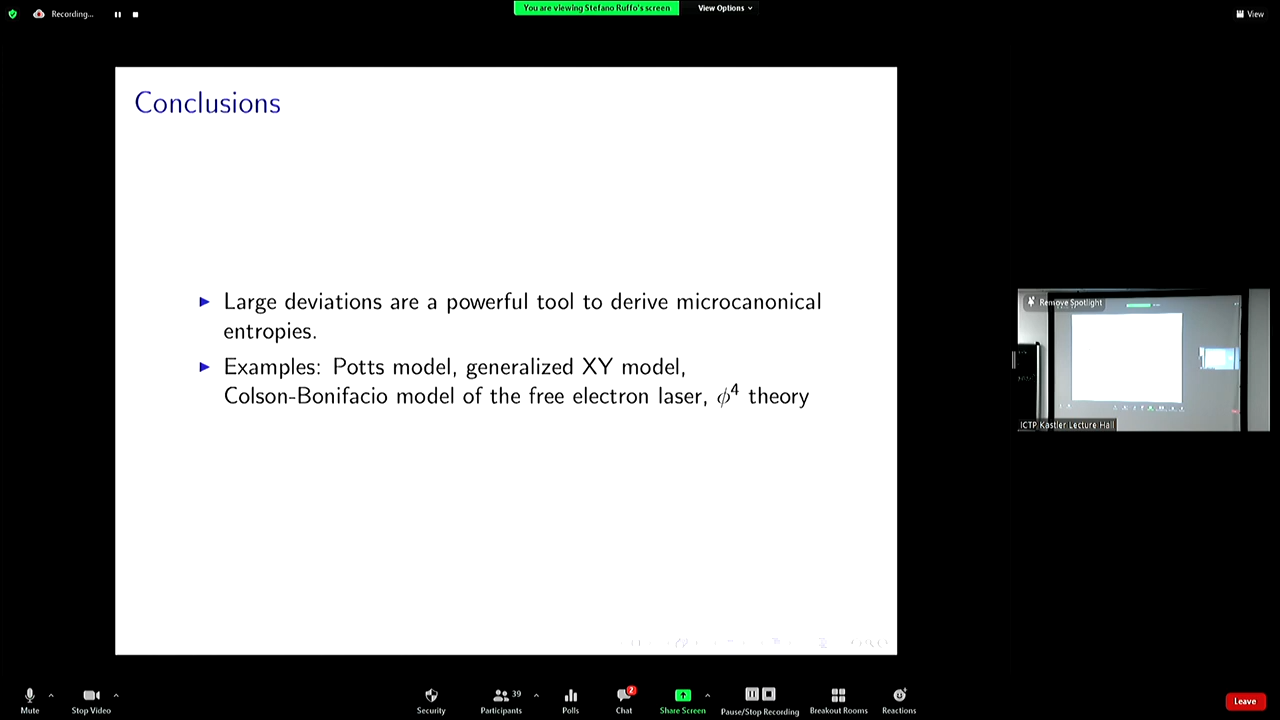 Recording...
You are viewing Stefano Ruffo's screen
View Options
View
Conclusions
Large deviations are a powerful tool to derive microcanonical
entropies.
Examples: Potts model, generalized XY model,
Colson-Bonifacio model of the free electron laser, ϕ⁴ theory
Remove Spotlight
ICTP Kastler Lecture Hall
Mute
Stop Video
Security
39
Participants
Polls
2
Chat
Share Screen
Pause/Stop Recording
Breakout Rooms
Reactions
Leave